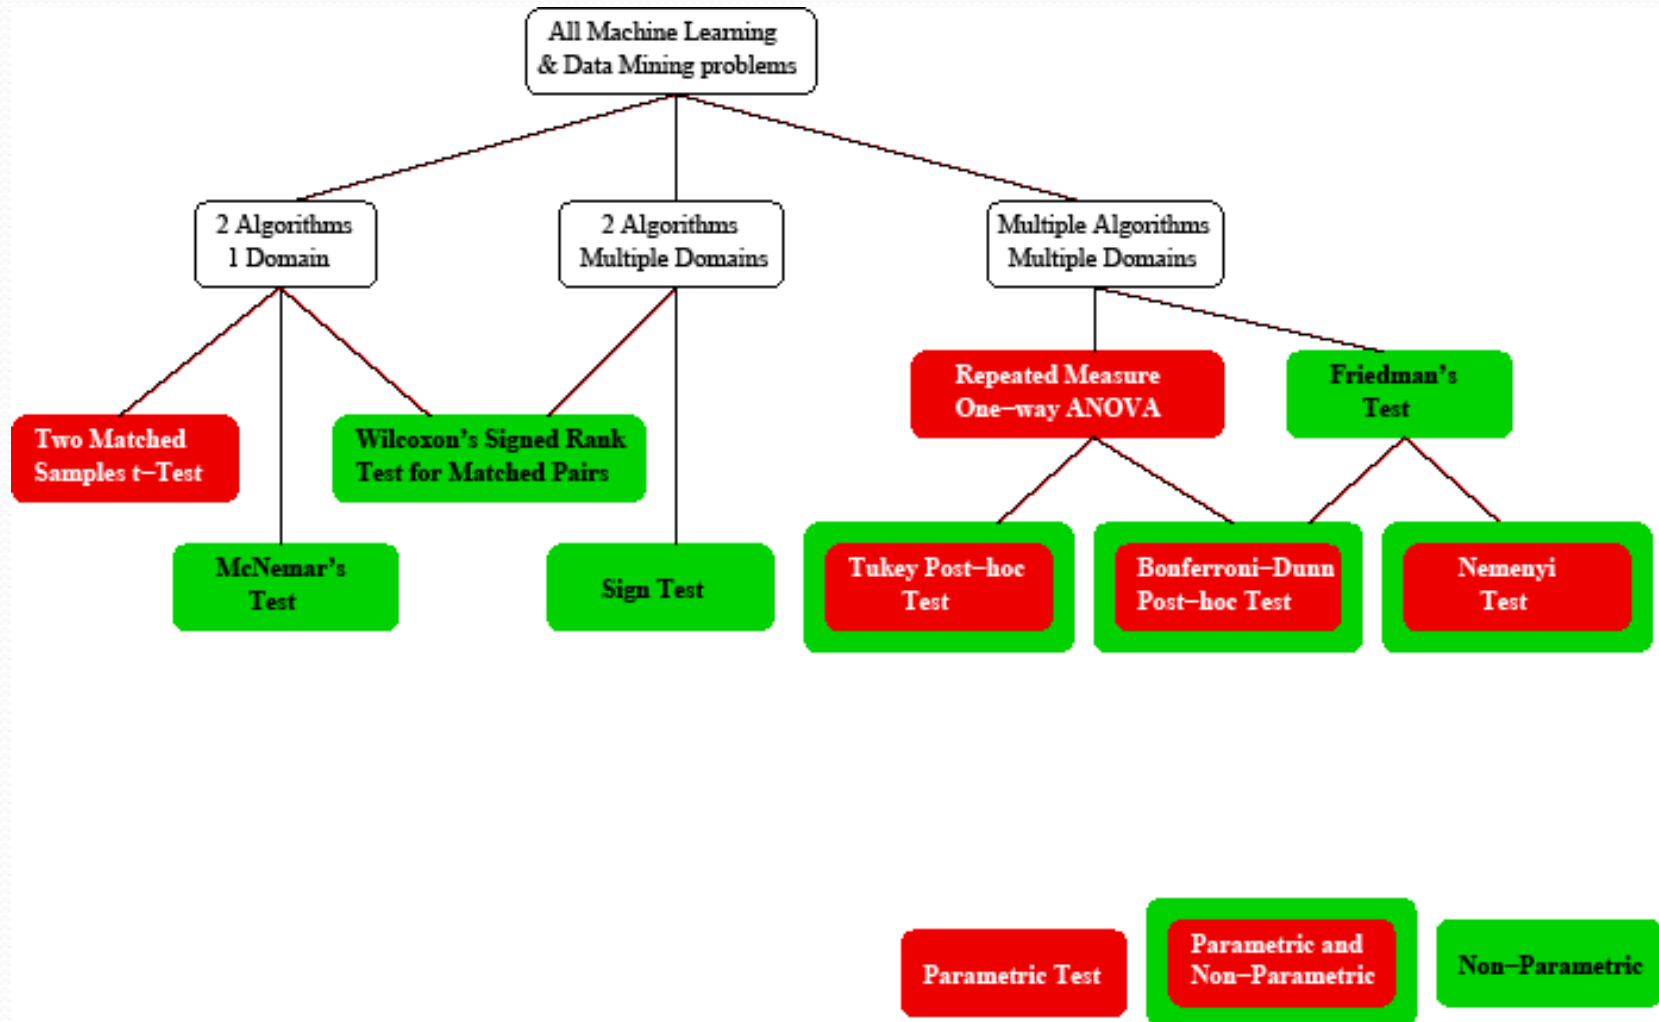 All Machine Learning
& Data Mining problems
2 Algorithms
1 Domain
2 Algorithms
Multiple Domains
Multiple Algorithms
Multiple Domains
Repeated Measure
One−way ANOVA
Friedman's
Test
Two Matched
Samples t−Test
Wilcoxon's Signed Rank
Test for Matched Pairs
McNemar's
Test
Sign Test
Tukey Post−hoc
Test
Bonferroni−Dunn
Post−hoc Test
Nemenyi
Test
Parametric Test
Parametric and
Non−Parametric
Non−Parametric